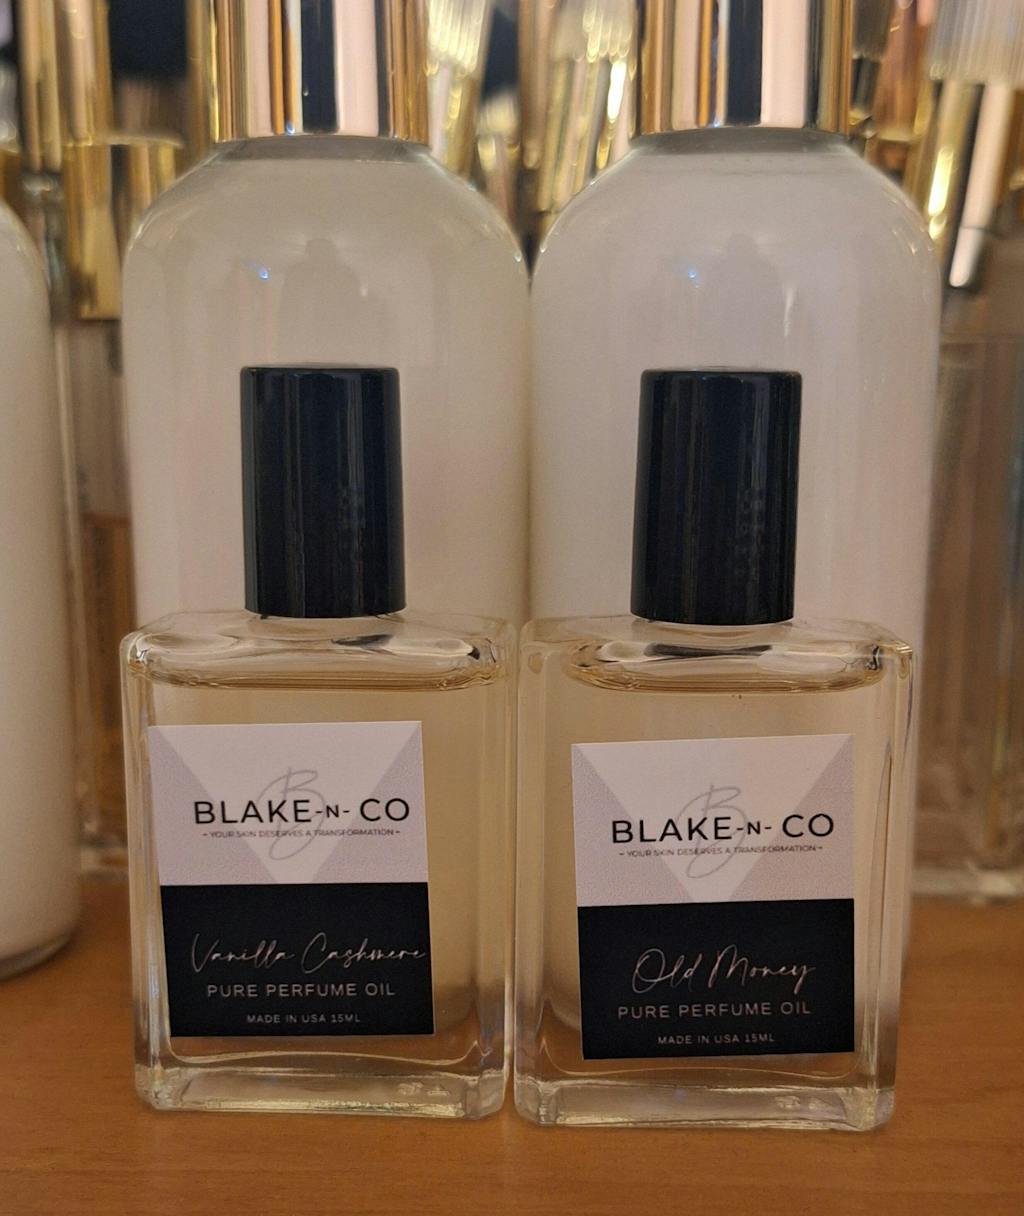 BLAKE-N-CO
- YOUR SKIN DESERVES A TRANSFORMATION -
Vanilla Cashmere
PURE PERFUME OIL
MADE IN USA 15ML
BLAKE-N-CO
- YOUR SKIN DESERVES A TRANSFORMATION -
Old Money
PURE PERFUME OIL
MADE IN USA 15ML